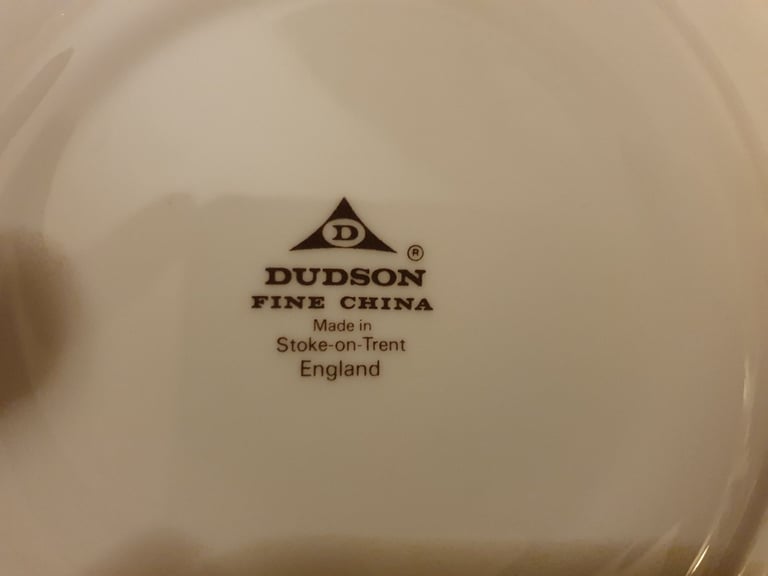 D
®
DUDSON
FINE CHINA
Made in
Stoke-on-Trent
England